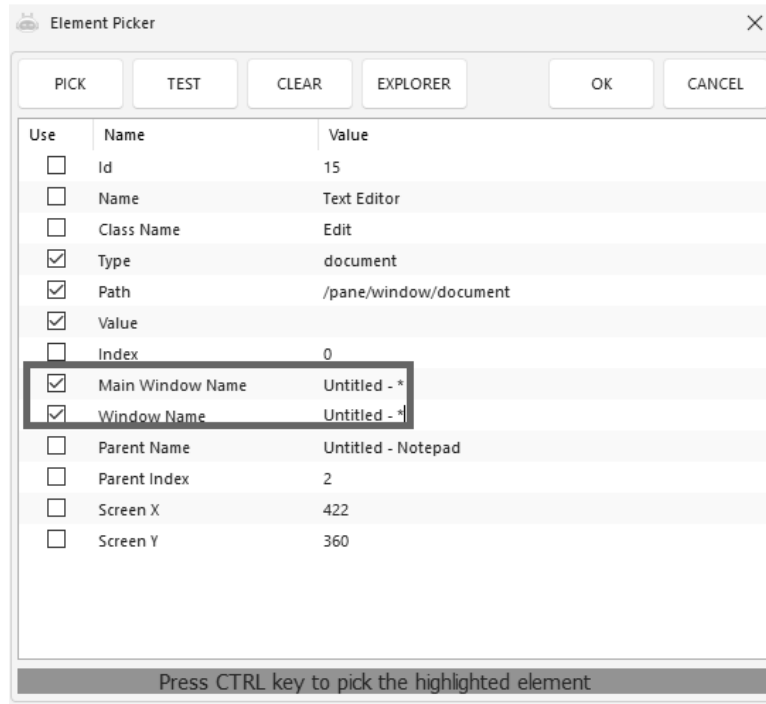 Element Picker
PICK TEST CLEAR EXPLORER OK CANCEL
Use Name Value
Id 15
Name Text Editor
Class Name Edit
Type document
Path /pane/window/document
Value
Index 0
Main Window Name Untitled - *
Window Name Untitled - *
Parent Name Untitled - Notepad
Parent Index 2
Screen X 422
Screen Y 360
Press CTRL key to pick the highlighted element